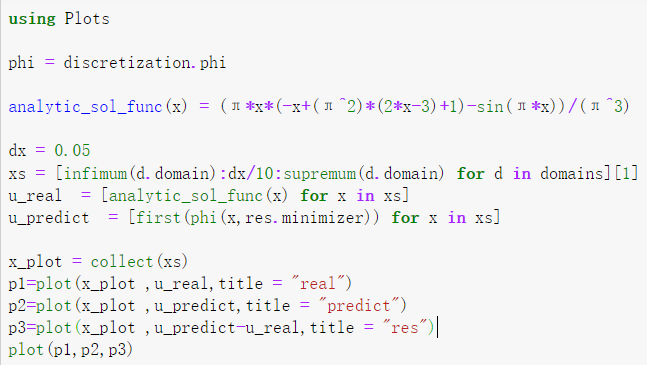 using Plots
phi = discretization.phi
analytic_sol_func(x) = (π*x*(-x+(π^2)*(2*x-3)+1)-sin(π*x))/(π^3)
dx = 0.05
xs = [infimum(d.domain):dx/10:supremum(d.domain) for d in domains][1]
u_real  = [analytic_sol_func(x) for x in xs]
u_predict  = [first(phi(x,res.minimizer)) for x in xs]
x_plot = collect(xs)
p1=plot(x_plot ,u_real,title = "real")
p2=plot(x_plot ,u_predict,title = "predict")
p3=plot(x_plot ,u_predict-u_real,title = "res")
plot(p1,p2,p3)